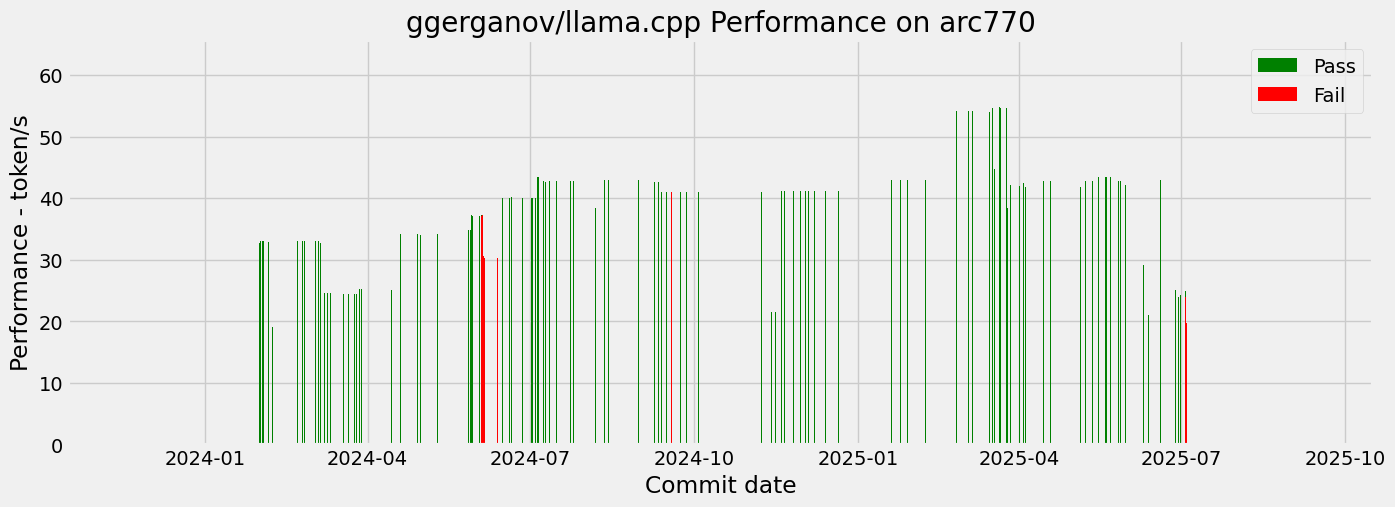 ggerganov/llama.cpp Performance on arc770
Performance - token/s
60
50
40
30
20
10
0
Pass
Fail
2024-01 2024-04 2024-07 2024-10 2025-01 2025-04 2025-07 2025-10
Commit date